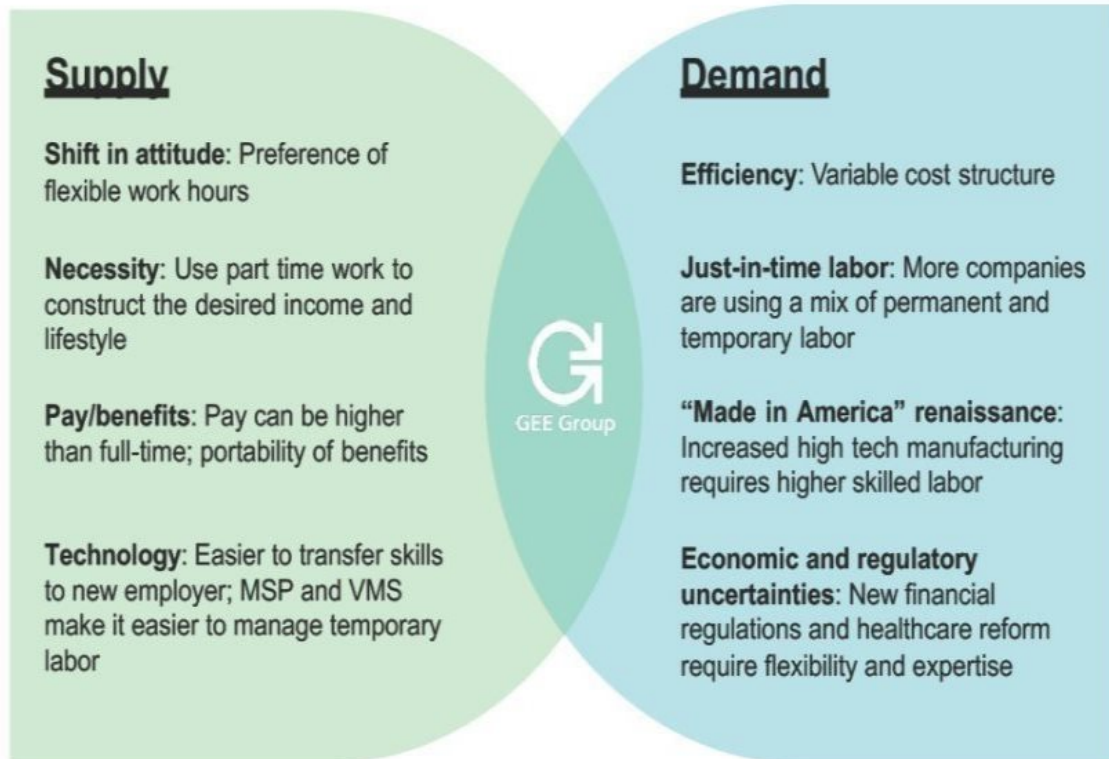 Supply
Shift in attitude: Preference of
flexible work hours
Necessity: Use part time work to
construct the desired income and
lifestyle
Pay/benefits: Pay can be higher
than full-time; portability of benefits
Technology: Easier to transfer skills
to new employer; MSP and VMS
make it easier to manage temporary
labor
GEE Group
Demand
Efficiency: Variable cost structure
Just-in-time labor: More companies
are using a mix of permanent and
temporary labor
“Made in America” renaissance:
Increased high tech manufacturing
requires higher skilled labor
Economic and regulatory
uncertainties: New financial
regulations and healthcare reform
require flexibility and expertise